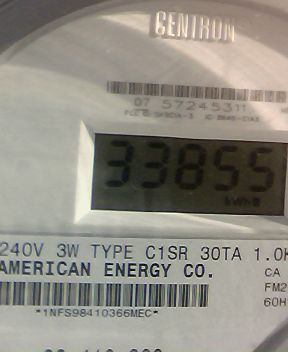 CENTRON
07 57245311
33855
kWh
240V 3W TYPE C1SR 30TA 1.0K
AMERICAN ENERGY CO.
CA
FM2
60H
*1NFS98410366MEC*